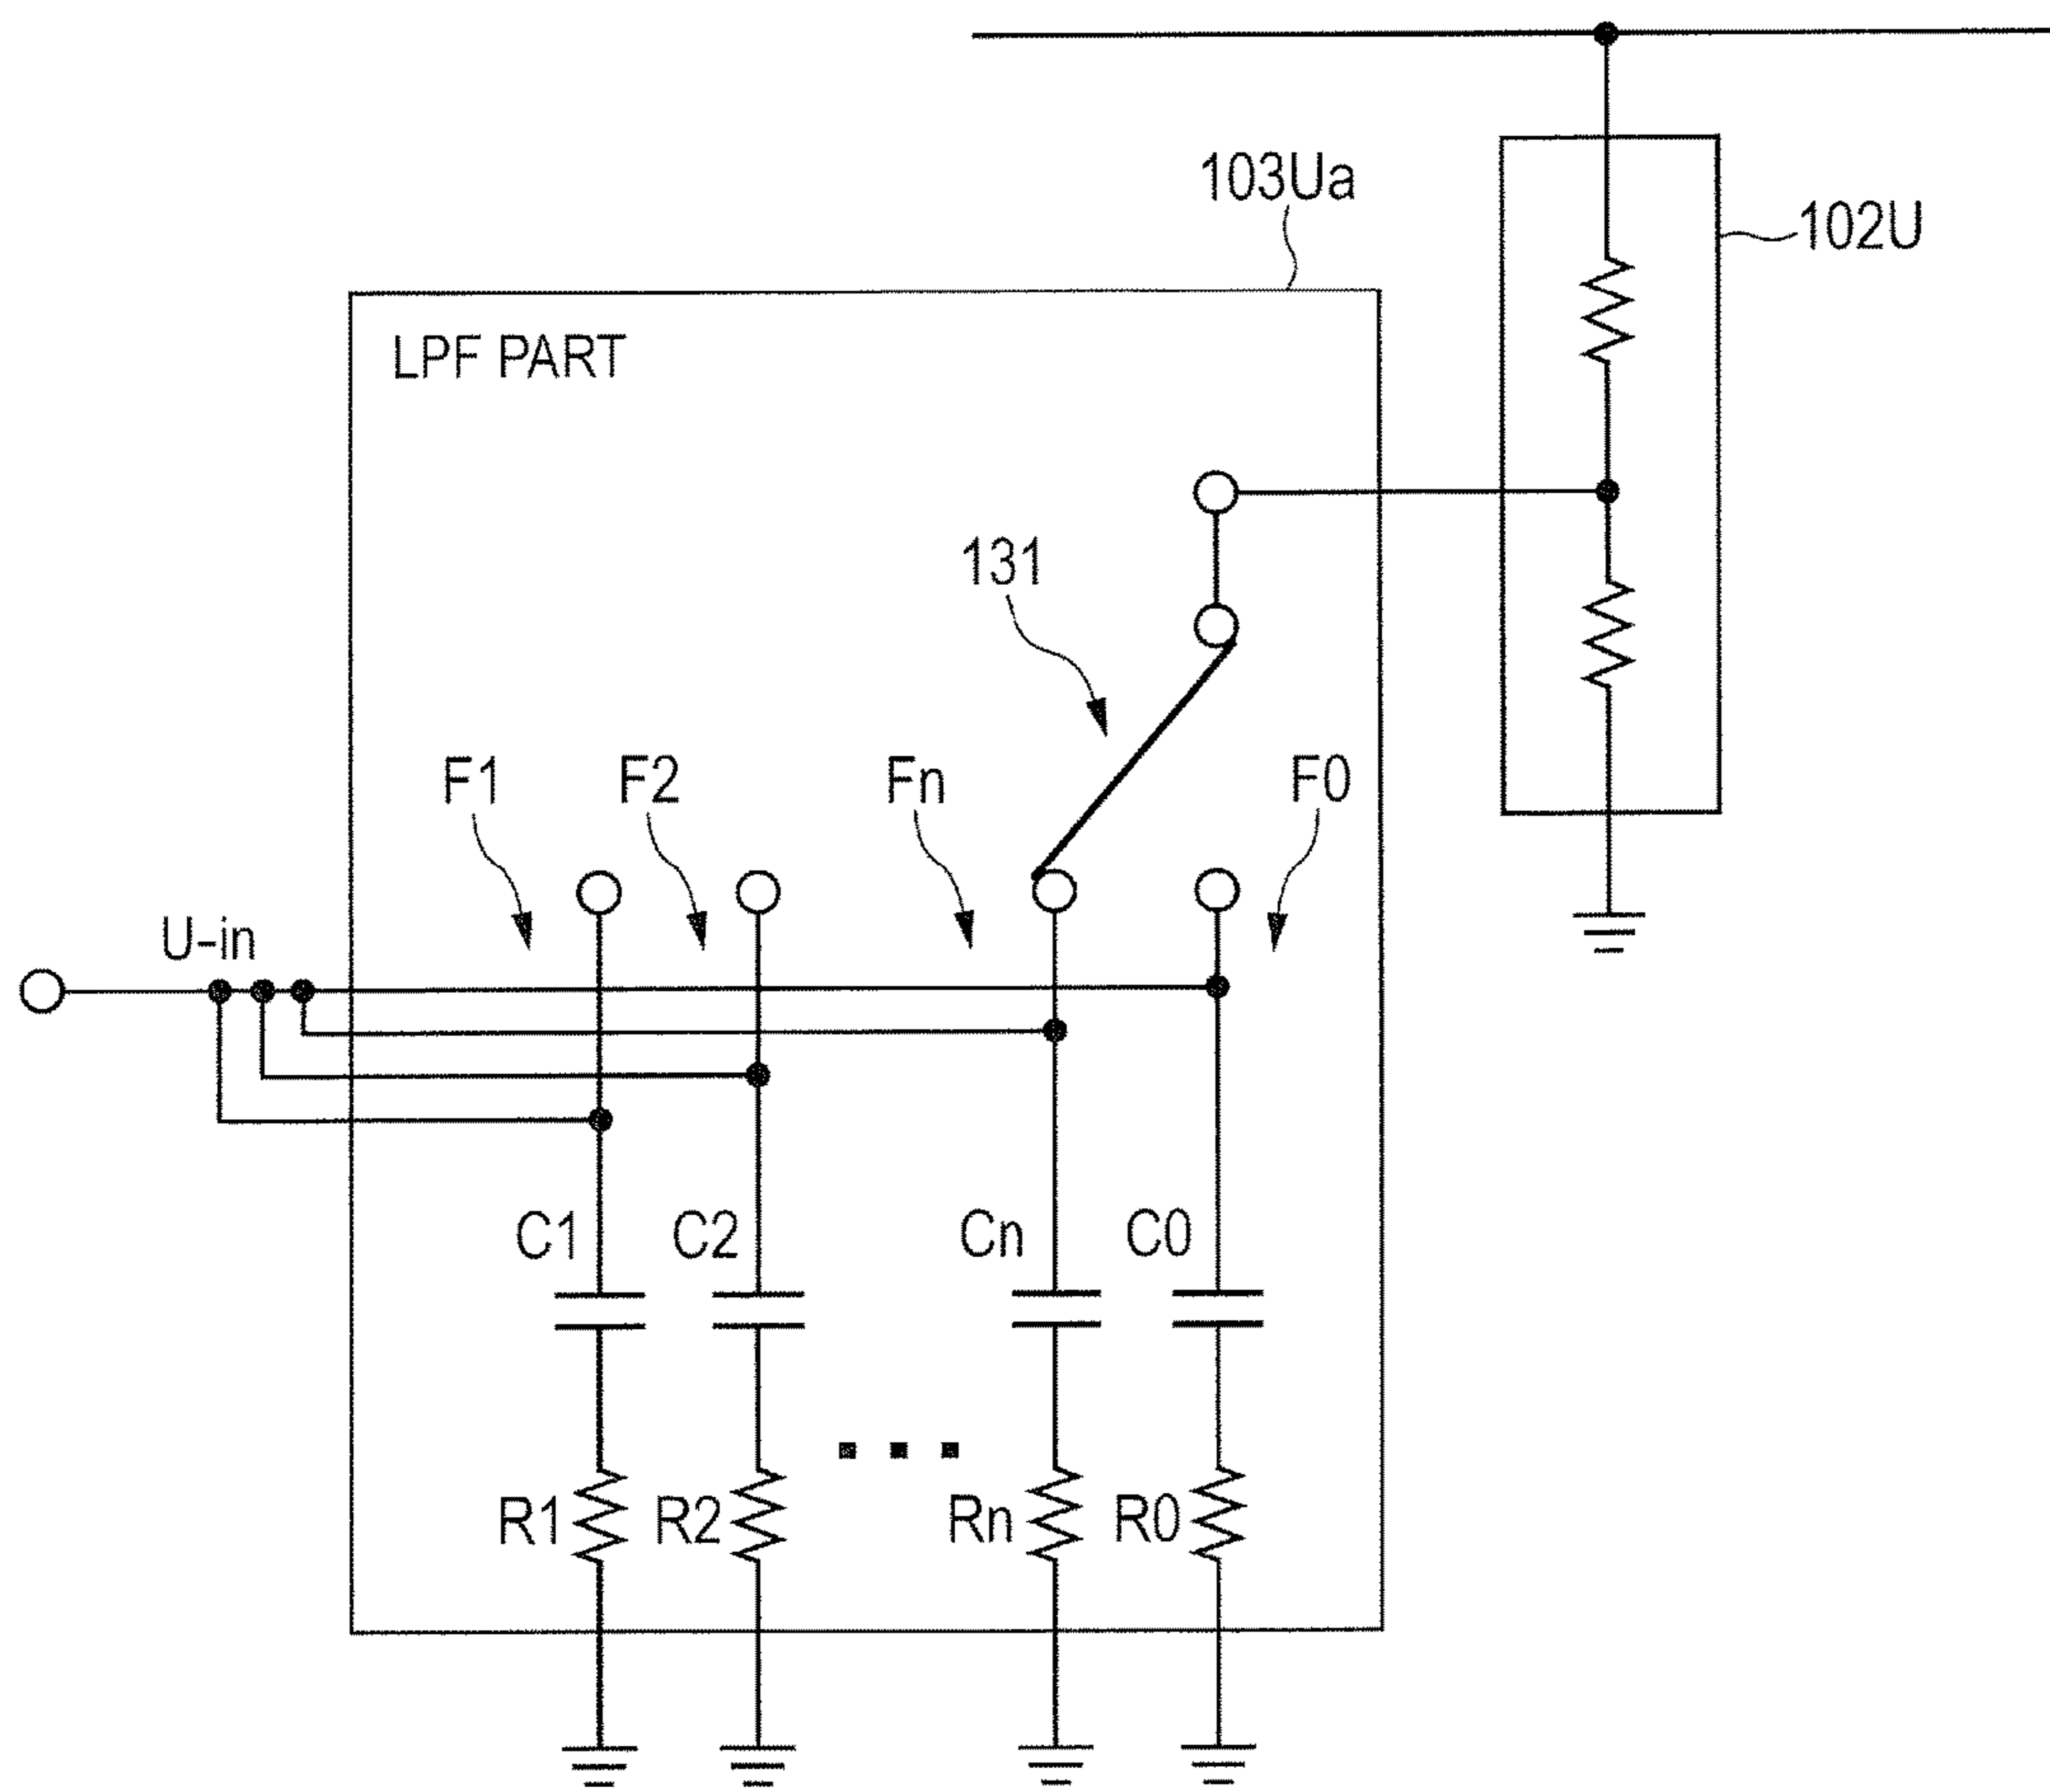 103Ua
102U
LPF PART
131
F1
F2
Fn
F0
U-in
C1
C2
Cn
C0
R1
R2
Rn
R0